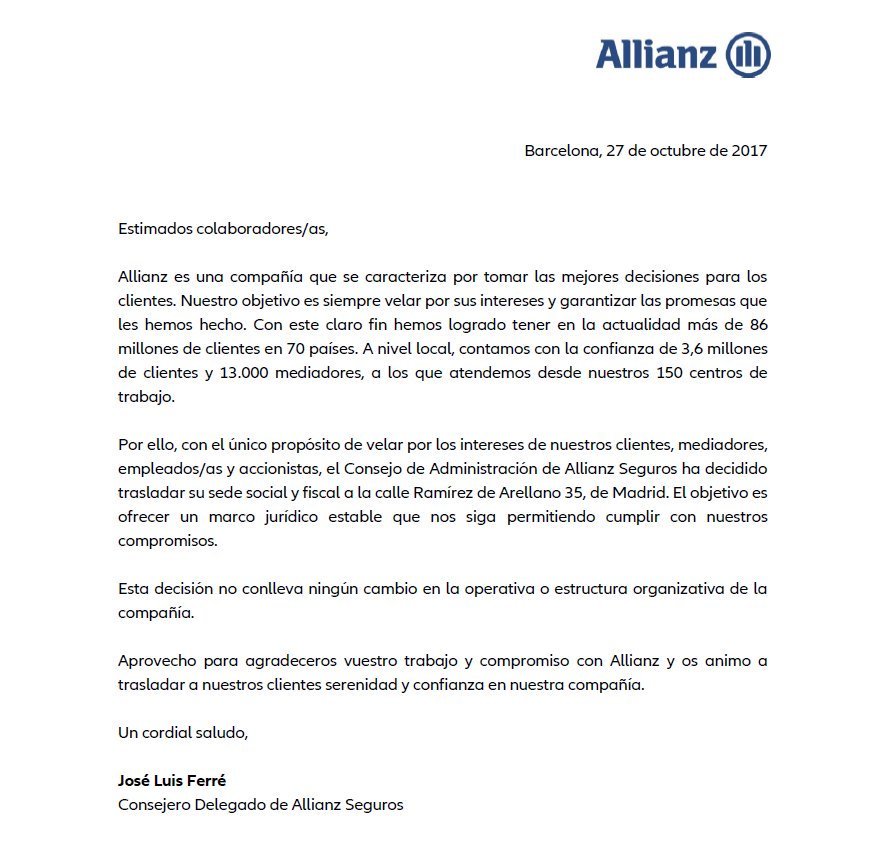 Allianz
Barcelona, 27 de octubre de 2017
Estimados colaboradores/as,
Allianz es una compañía que se caracteriza por tomar las mejores decisiones para los
clientes. Nuestro objetivo es siempre velar por sus intereses y garantizar las promesas que
les hemos hecho. Con este claro fin hemos logrado tener en la actualidad más de 86
millones de clientes en 70 países. A nivel local, contamos con la confianza de 3,6 millones
de clientes y 13.000 mediadores, a los que atendemos desde nuestros 150 centros de
trabajo.
Por ello, con el único propósito de velar por los intereses de nuestros clientes, mediadores,
empleados/as y accionistas, el Consejo de Administración de Allianz Seguros ha decidido
trasladar su sede social y fiscal a la calle Ramírez de Arellano 35, de Madrid. El objetivo es
ofrecer un marco jurídico estable que nos siga permitiendo cumplir con nuestros
compromisos.
Esta decisión no conlleva ningún cambio en la operativa o estructura organizativa de la
compañía.
Aprovecho para agradeceros vuestro trabajo y compromiso con Allianz y os animo a
trasladar a nuestros clientes serenidad y confianza en nuestra compañía.
Un cordial saludo,
José Luis Ferré
Consejero Delegado de Allianz Seguros